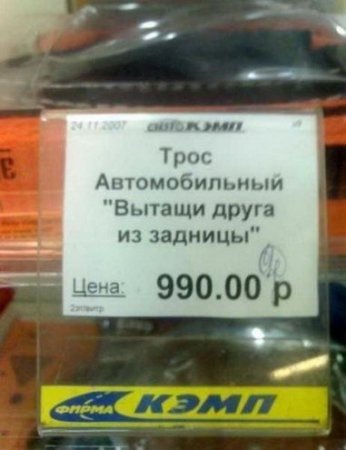 24.11.2007 КЭМП
Трос
Автомобильный
"Вытащи друга
из задницы"
Цена: 990.00 р
ФИРМА КЭМП